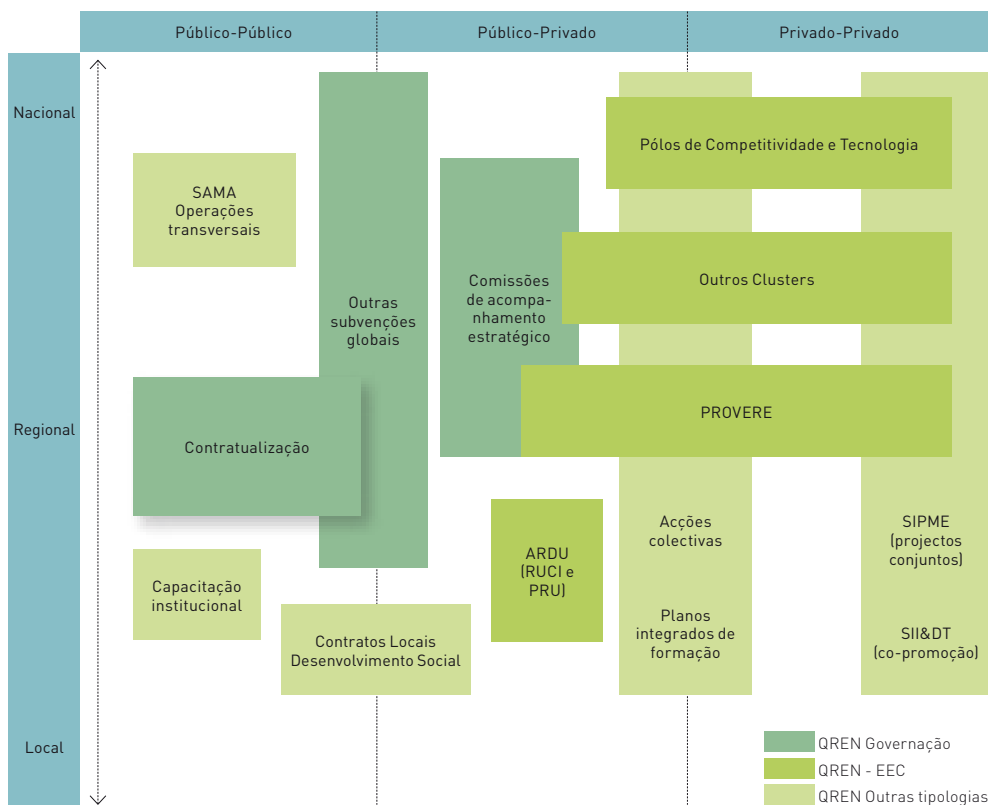 Público-Público
Público-Privado
Privado-Privado
Nacional
Regional
Local
SAMA
Operações
transversais
Outras
subvenções
globais
Contratualização
Capacitação
institucional
Contratos Locais
Desenvolvimento Social
Comissões
de acompa-
nhamento
estratégico
Pólos de Competitividade e Tecnologia
Outros Clusters
PROVERE
ARDU
(RUCI e
PRU)
Acções
colectivas
Planos
integrados de
formação
SIPME
(projectos
conjuntos)
SII&DT
(co-promoção)
QREN Governação
QREN - EEC
QREN Outras tipologias